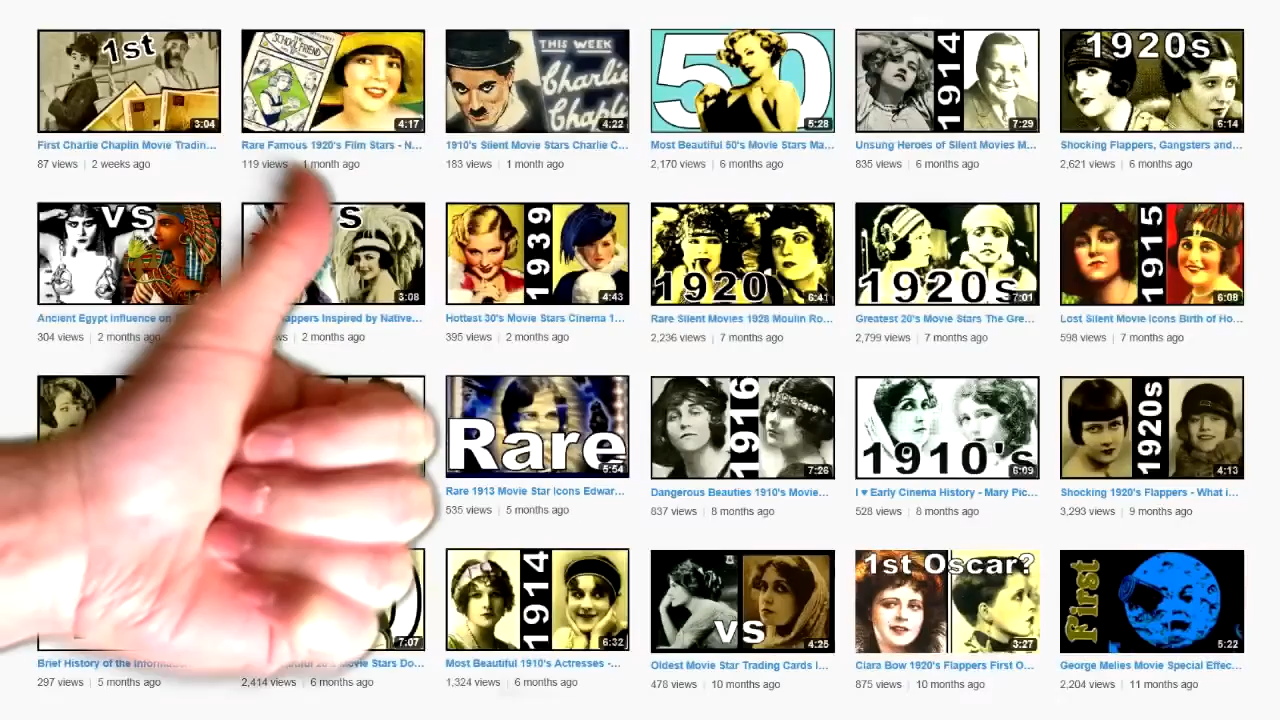 1st
3:04
THE SCHOOL FRIEND
4:17
THIS WEEK
Charlie
Chapli
4:22
50
5:28
1914
7:29
1920s
6:14
First Charlie Chaplin Movie Tradin...
Rare Famous 1920's Film Stars - N...
1910's Silent Movie Stars Charlie C...
Most Beautiful 50's Movie Stars Ma...
Unsung Heroes of Silent Movies M...
Shocking Flappers, Gangsters and...
87 views | 2 weeks ago
119 views | 1 month ago
183 views | 1 month ago
2,170 views | 6 months ago
835 views | 6 months ago
2,621 views | 6 months ago
VS
S
3:08
1939
4:43
1920
6:41
1920s
7:01
1915
6:08
Ancient Egypt Influence on
appers Inspired by Native...
Hottest 30's Movie Stars Cinema 1...
Rare Silent Movies 1928 Moulin Ro...
Greatest 20's Movie Stars The Gre...
Lost Silent Movie Icons Birth of Ho...
304 views | 2 months ago
ws | 2 months ago
395 views | 2 months ago
2,236 views | 7 months ago
2,799 views | 7 months ago
598 views | 7 months ago
Rare
5:54
1916
7:26
1910's
6:09
1920s
4:13
Rare 1913 Movie Star Icons Edwar...
Dangerous Beauties 1910's Movie...
I ♥ Early Cinema History - Mary Pic...
Shocking 1920's Flappers - What i...
535 views | 5 months ago
837 views | 8 months ago
528 views | 8 months ago
3,293 views | 9 months ago
7:07
1914
6:32
vs
4:25
1st Oscar?
3:27
First
5:22
Brief History of the
20's Movie Stars Do...
Most Beautiful 1910's Actresses -...
Oldest Movie Star Trading Cards I...
Clara Bow 1920's Flappers First O...
George Melies Movie Special Effec...
297 views | 5 months ago
2,414 views | 6 months ago
1,324 views | 6 months ago
478 views | 10 months ago
875 views | 10 months ago
2,204 views | 11 months ago